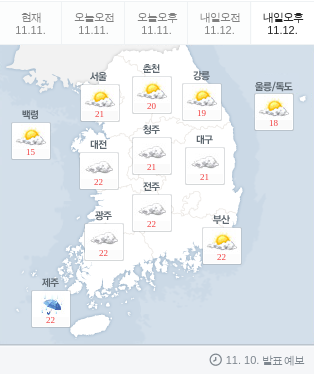 현재 오늘오전 오늘오후 내일오전 내일오후
11.11. 11.11. 11.11. 11.12. 11.12.
춘천
20
서울
21
강릉
19
울릉/독도
18
백령
15
청주
21
대전
22
대구
21
전주
22
광주
22
부산
22
제주
22
11. 10. 발표 예보